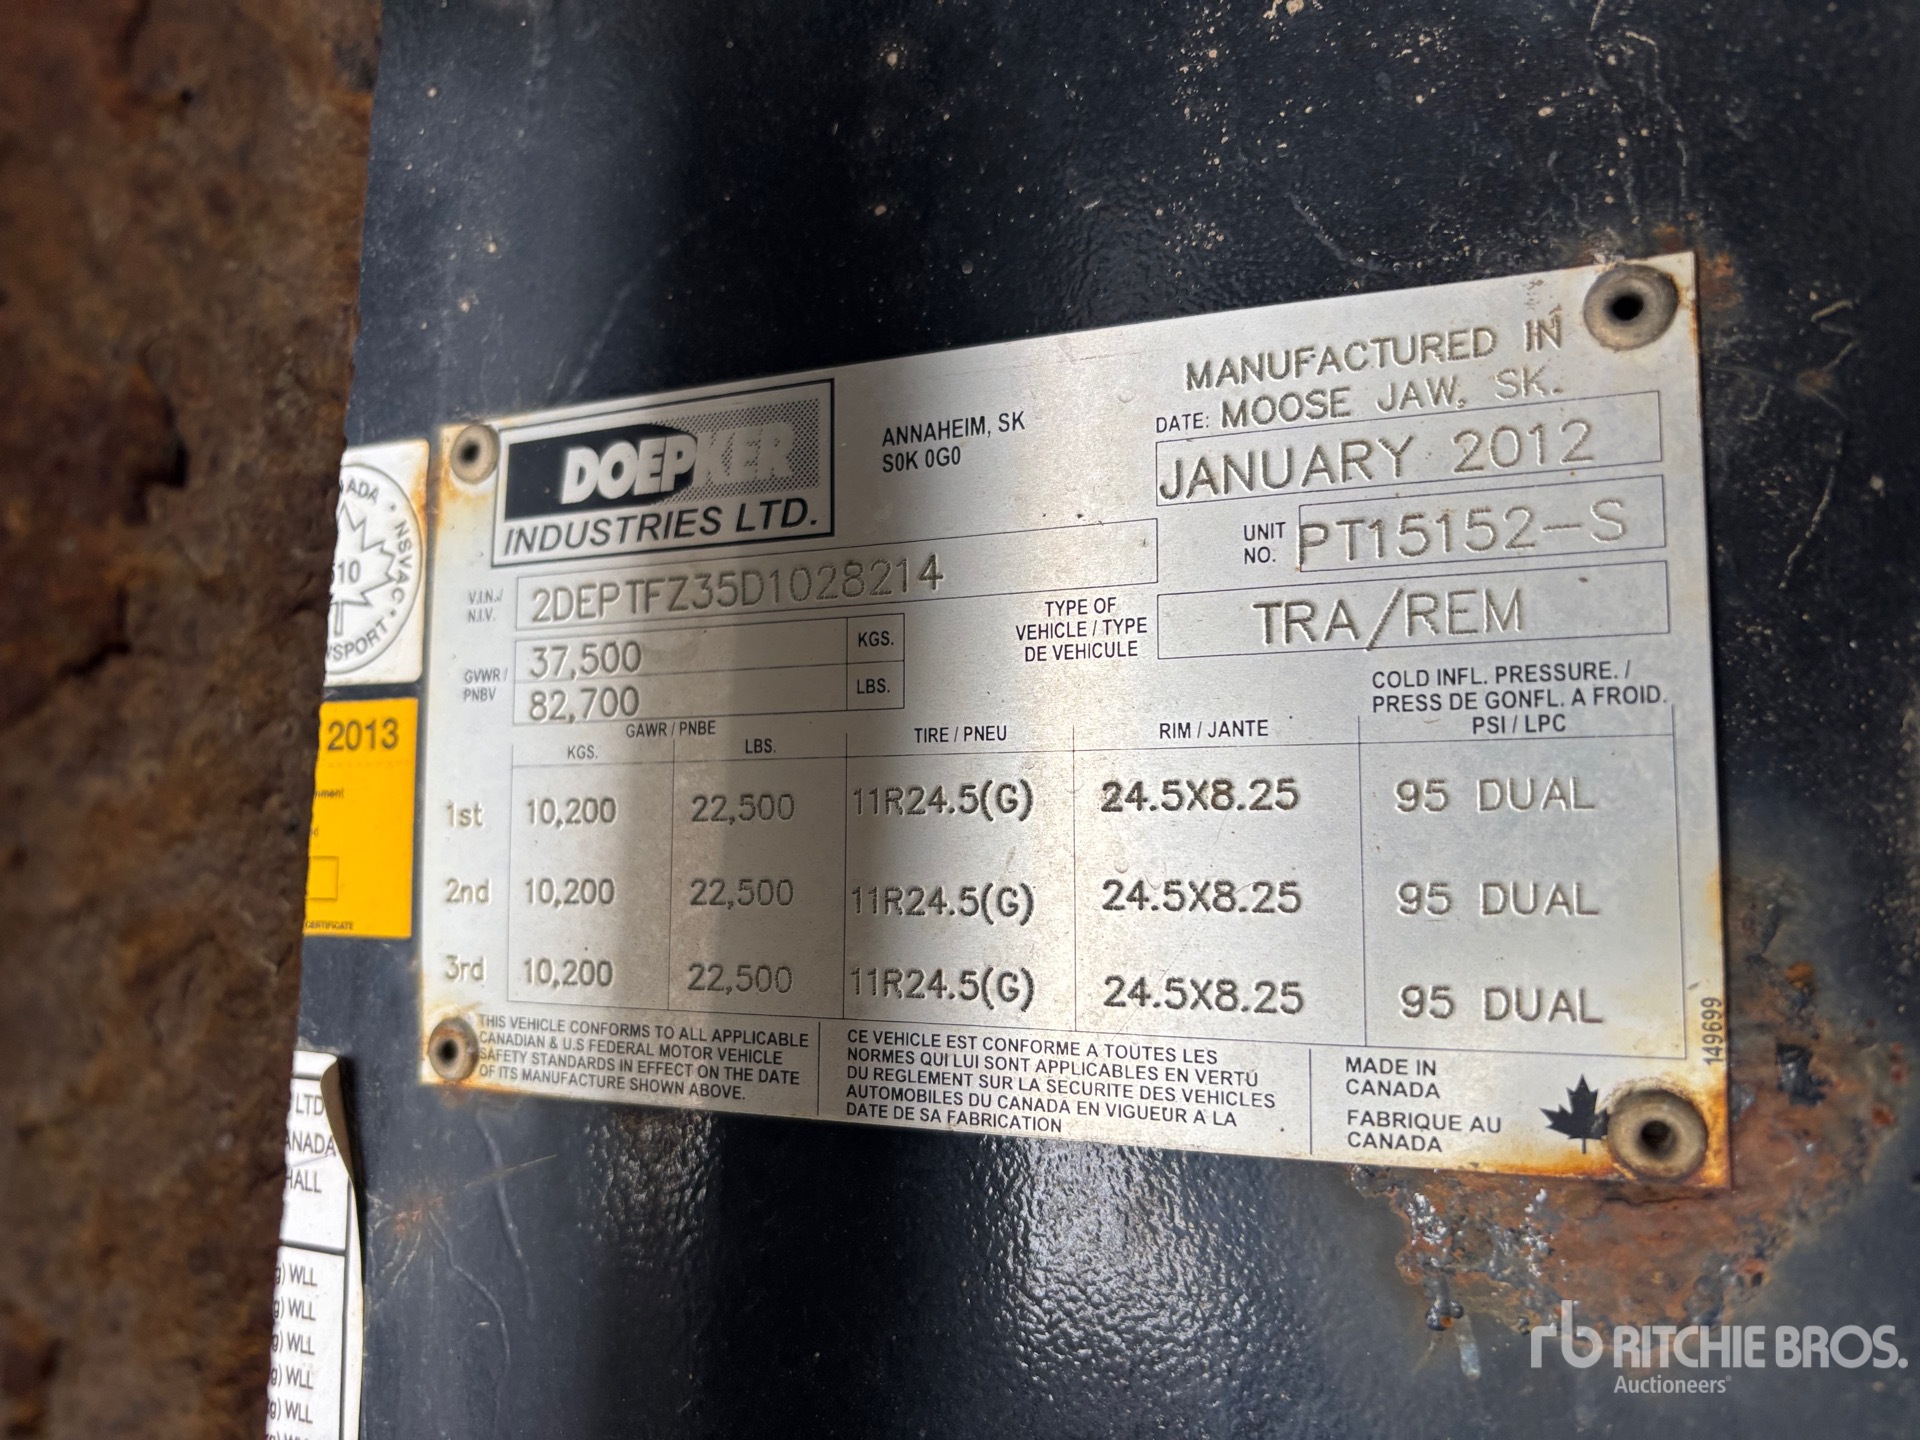 MANUFACTURED IN
MOOSE JAW, SK.
DOEPKER
INDUSTRIES LTD.
ANNAHEIM, SK
S0K 0G0
DATE:
JANUARY 2012
UNIT
NO.
PT15152-S
V.I.N./
N.I.V.
2DEPTFZ35D1028214
TYPE OF
VEHICLE / TYPE
DE VEHICULE
TRA/REM
GVWR /
PNBV
37,500 KGS.
82,700 LBS.
COLD INFL. PRESSURE. /
PRESS DE GONFL. A FROID.
PSI / LPC
GAWR / PNBE
KGS. LBS.
TIRE / PNEU
RIM / JANTE
1st 10,200 22,500 11R24.5(G) 24.5X8.25 95 DUAL
2nd 10,200 22,500 11R24.5(G) 24.5X8.25 95 DUAL
3rd 10,200 22,500 11R24.5(G) 24.5X8.25 95 DUAL
THIS VEHICLE CONFORMS TO ALL APPLICABLE
CANADIAN & U.S FEDERAL MOTOR VEHICLE
SAFETY STANDARDS IN EFFECT ON THE DATE
OF ITS MANUFACTURE SHOWN ABOVE.
CE VEHICLE EST CONFORME A TOUTES LES
NORMES QUI LUI SONT APPLICABLES EN VERTU
DU REGLEMENT SUR LA SECURITE DES VEHICLES
AUTOMOBILES DU CANADA EN VIGUEUR A LA
DATE DE SA FABRICATION
MADE IN
CANADA
FABRIQUE AU
CANADA
149699
NSVAC
2013
CERTIFICATE
LTD
WLL
WLL
WLL
WLL
WLL
rb RITCHIE BROS.
Auctioneers